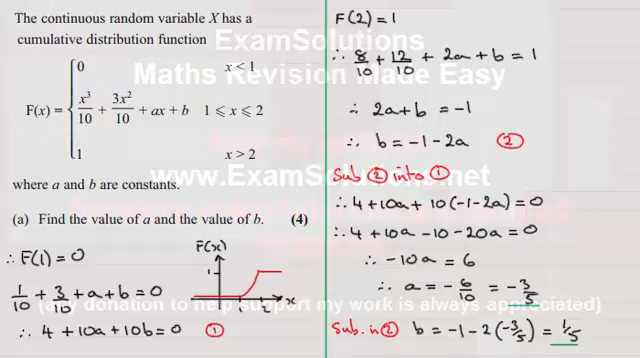 The continuous random variable X has a
cumulative distribution function
F(x) = { 0    x < 1
x³/10 + 3x²/10 + ax + b    1 ⩽ x ⩽ 2
1    x > 2
where a and b are constants.
(a) Find the value of a and the value of b. (4)
∴ F(1) = 0
1/10 + 3/10 + a + b = 0
∴ 4 + 10a + 10b = 0 ①
F(x)
1
1 2 x
F(2) = 1
∴ 8/10 + 12/10 + 2a + b = 1
∴ 2a + b = -1
∴ b = -1 - 2a ②
Sub ② into ①
∴ 4 + 10a + 10(-1 - 2a) = 0
∴ 4 + 10a - 10 - 20a = 0
∴ -10a = 6
∴ a = -6/10 = -3/5
Sub. in ② b = -1 - 2(-3/5) = 1/5
ExamSolutions
Maths Revision Made Easy
www.ExamSolutions.net
(any donation to help support my work is always appreciated)